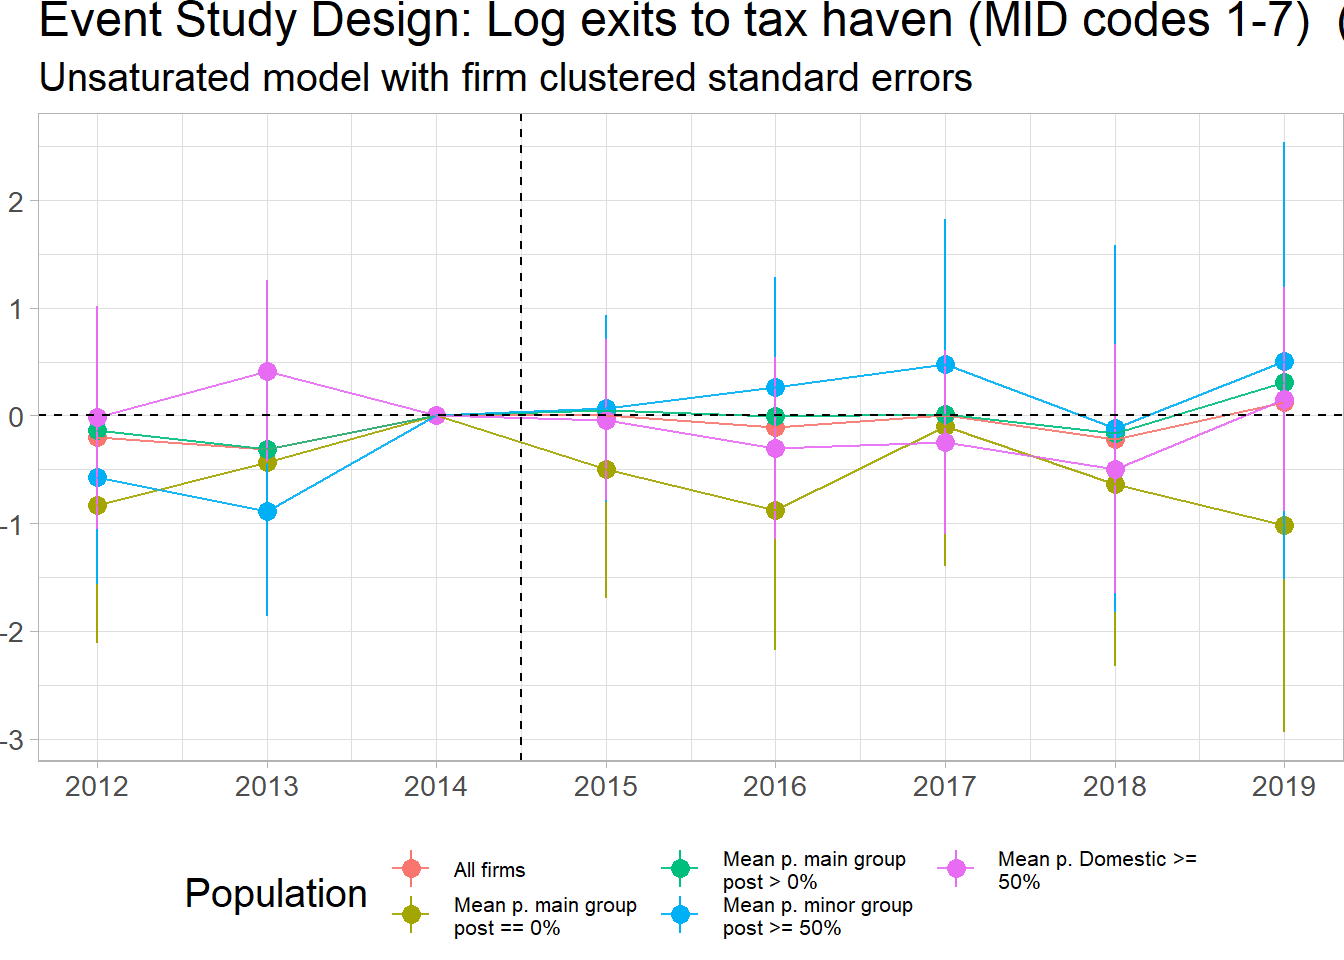 Event Study Design: Log exits to tax haven (MID codes 1-7) (
Unsaturated model with firm clustered standard errors
2
1
0
-1
-2
-3
2012 2013 2014 2015 2016 2017 2018 2019
Population
All firms
Mean p. main group
post == 0%
Mean p. main group
post > 0%
Mean p. minor group
post >= 50%
Mean p. Domestic >=
50%